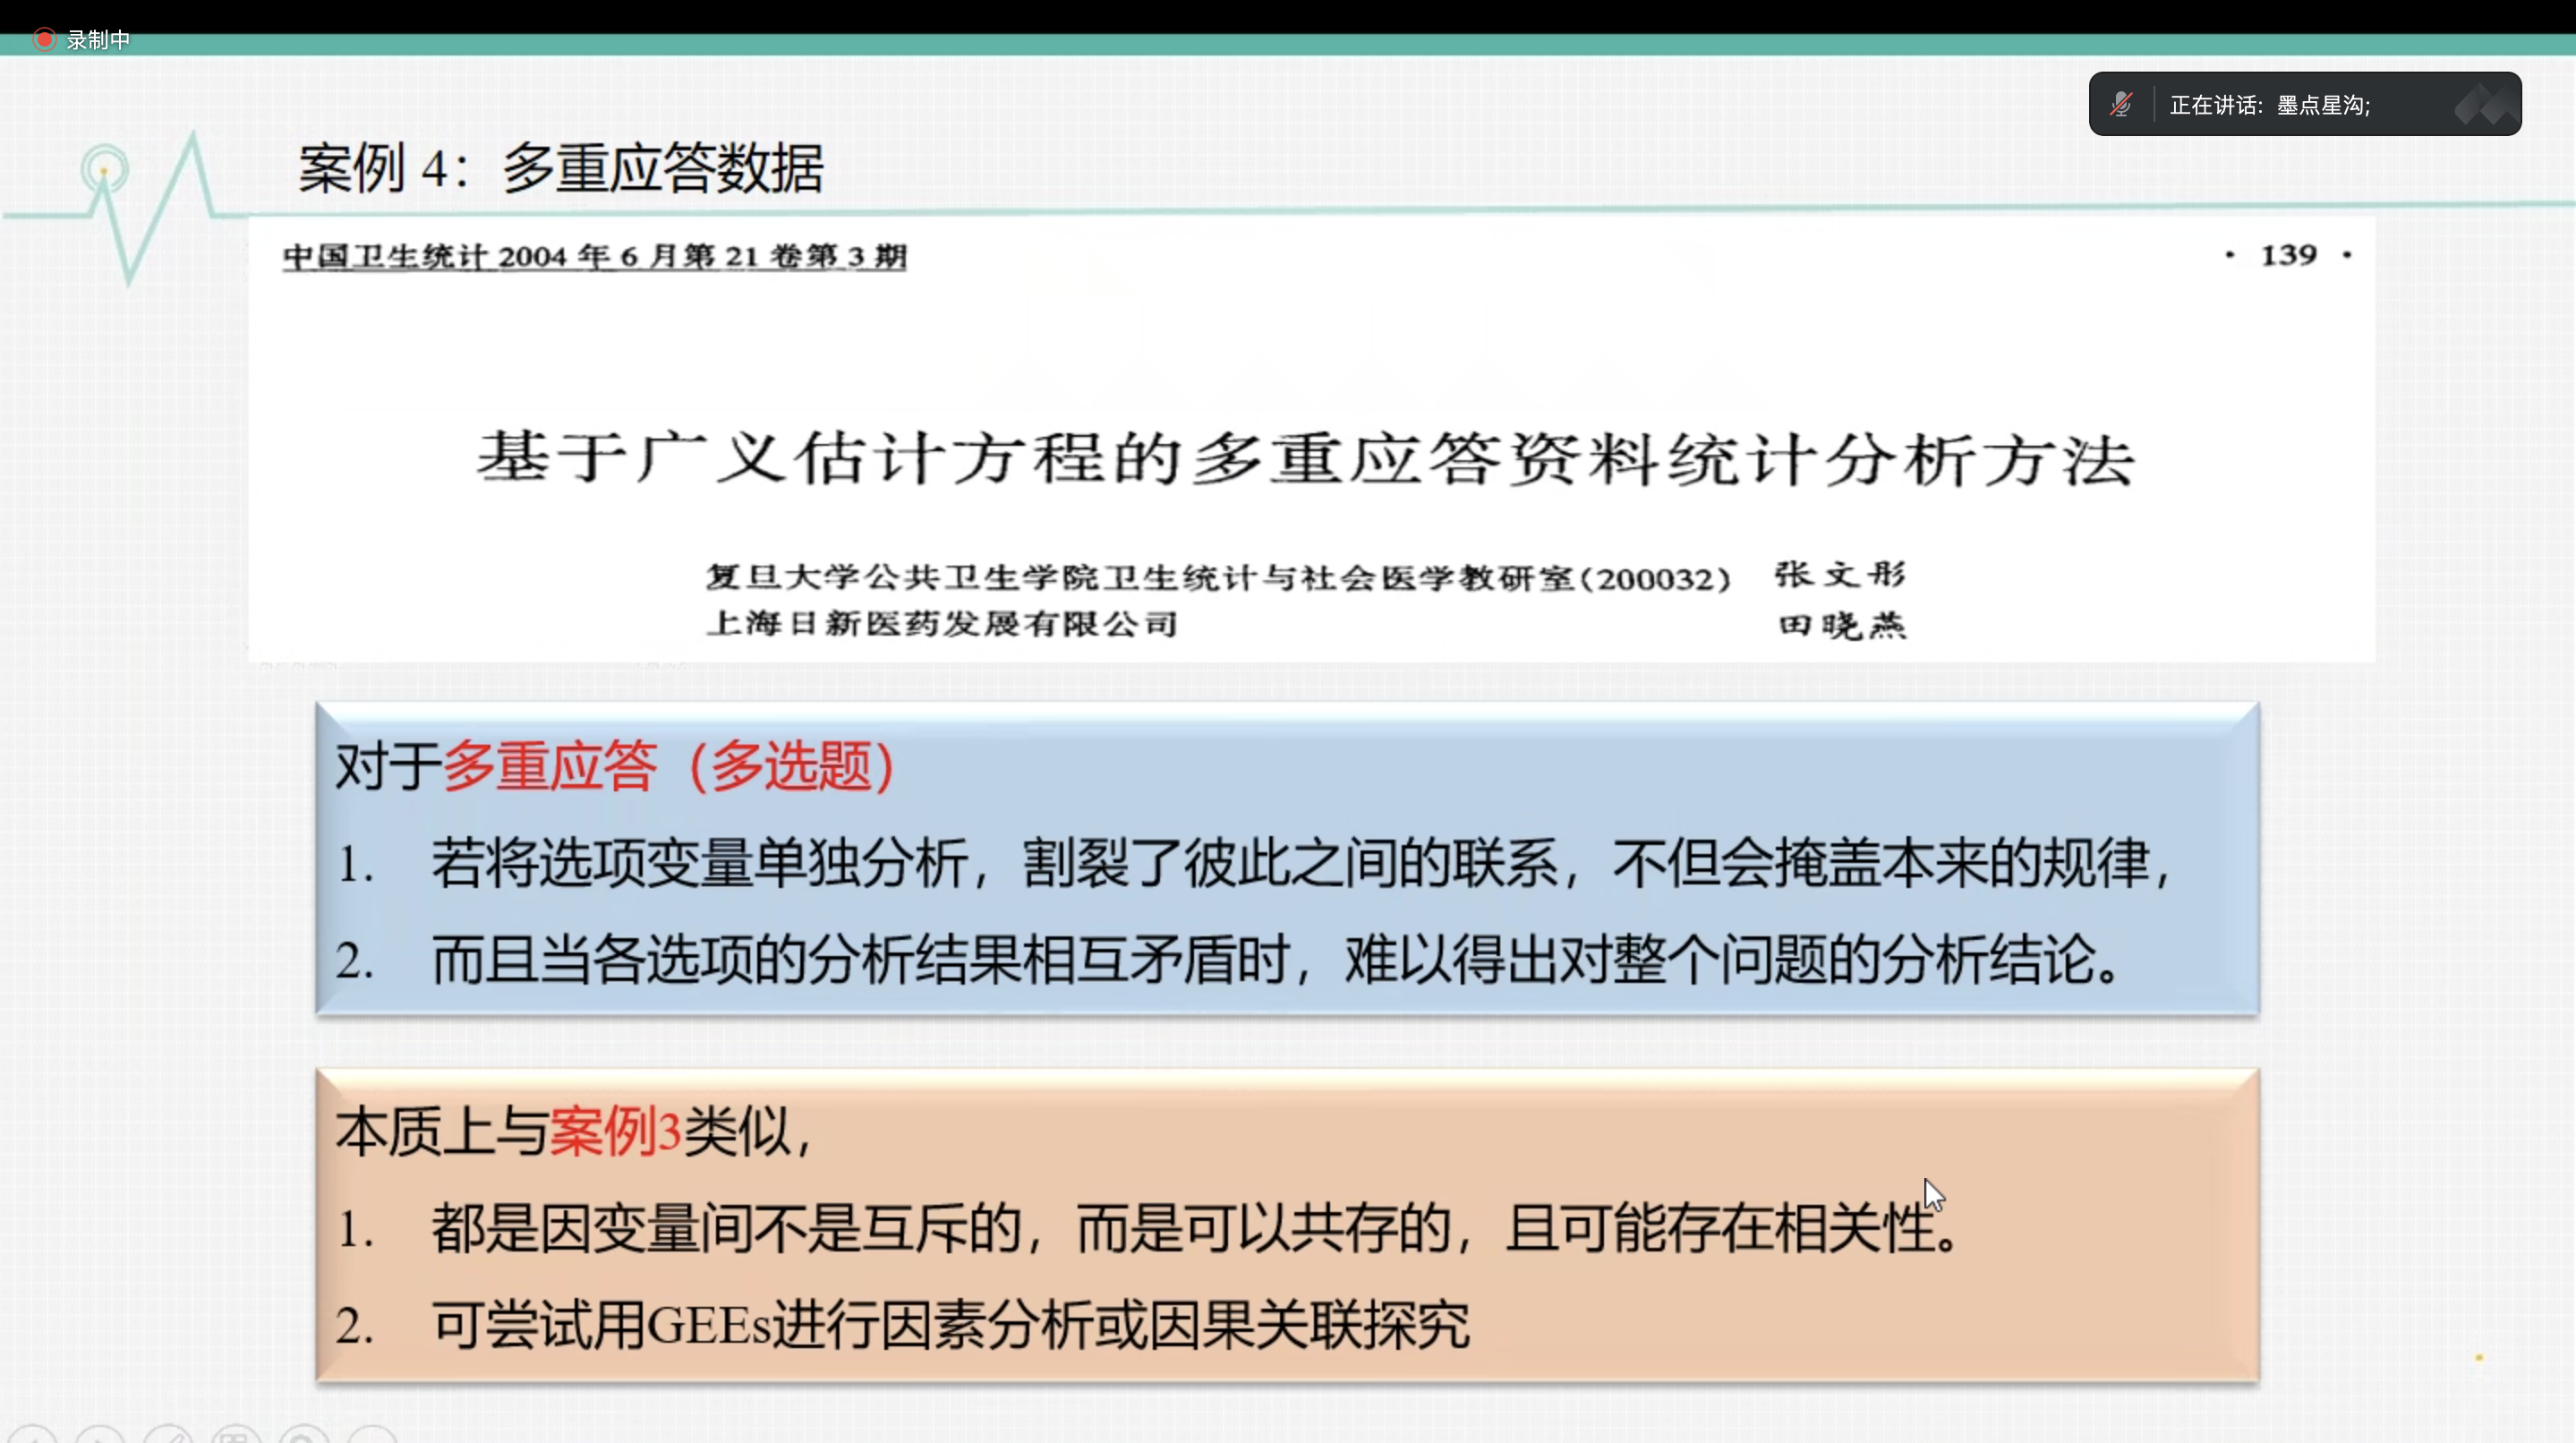 录制中
正在讲话: 墨点星沟;
案例 4：多重应答数据
中国卫生统计 2004 年 6 月第 21 卷第 3 期
· 139 ·
基于广义估计方程的多重应答资料统计分析方法
复旦大学公共卫生学院卫生统计与社会医学教研室(200032) 张文彤
上海日新医药发展有限公司 田晓燕
对于多重应答（多选题）
1. 若将选项变量单独分析，割裂了彼此之间的联系，不但会掩盖本来的规律，
2. 而且当各选项的分析结果相互矛盾时，难以得出对整个问题的分析结论。
本质上与案例3类似，
1. 都是因变量间不是互斥的，而是可以共存的，且可能存在相关性。
2. 可尝试用GEEs进行因素分析或因果关联探究